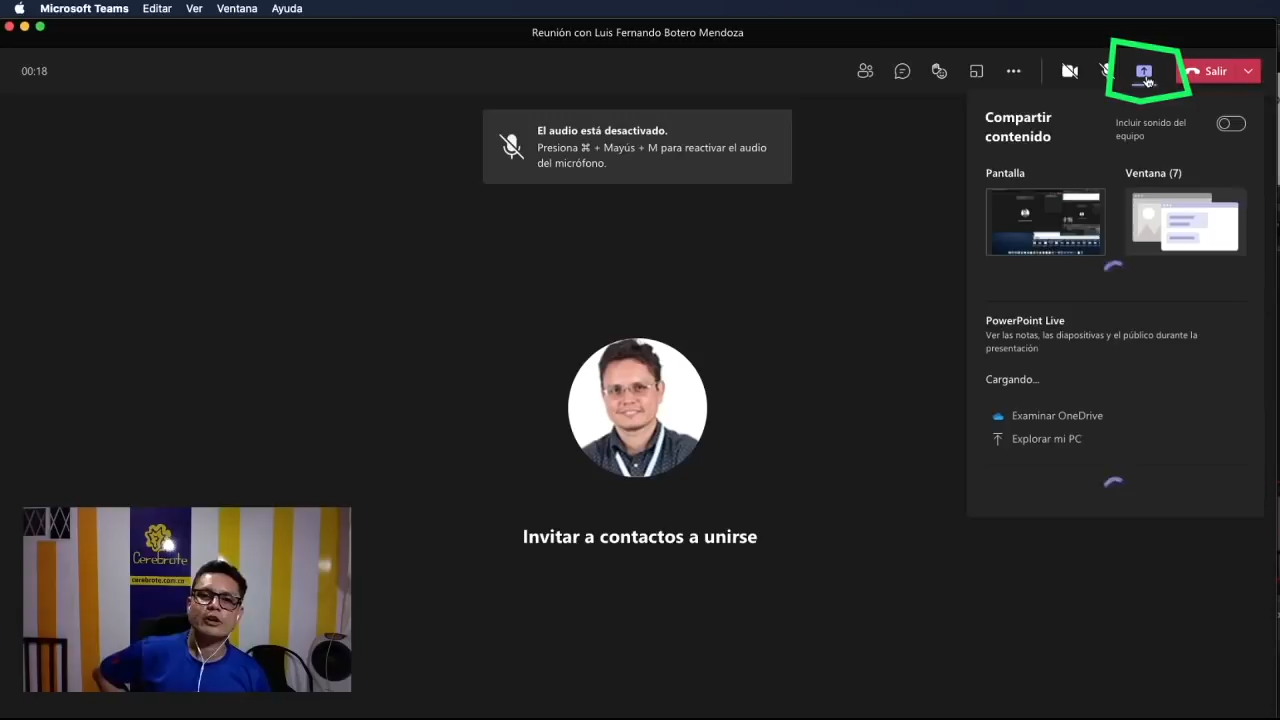 Microsoft Teams Editar Ver Ventana Ayuda
Reunión con Luis Fernando Botero Mendoza
00:18
Salir
El audio está desactivado.
Presiona ⌘ + Mayús + M para reactivar el audio
del micrófono.
Compartir
contenido
Incluir sonido del
equipo
Pantalla
Ventana (7)
PowerPoint Live
Ver las notas, las diapositivas y el público durante la
presentación
Cargando...
Examinar OneDrive
Explorar mi PC
Invitar a contactos a unirse
Cerebrote
cerebrote.com.co